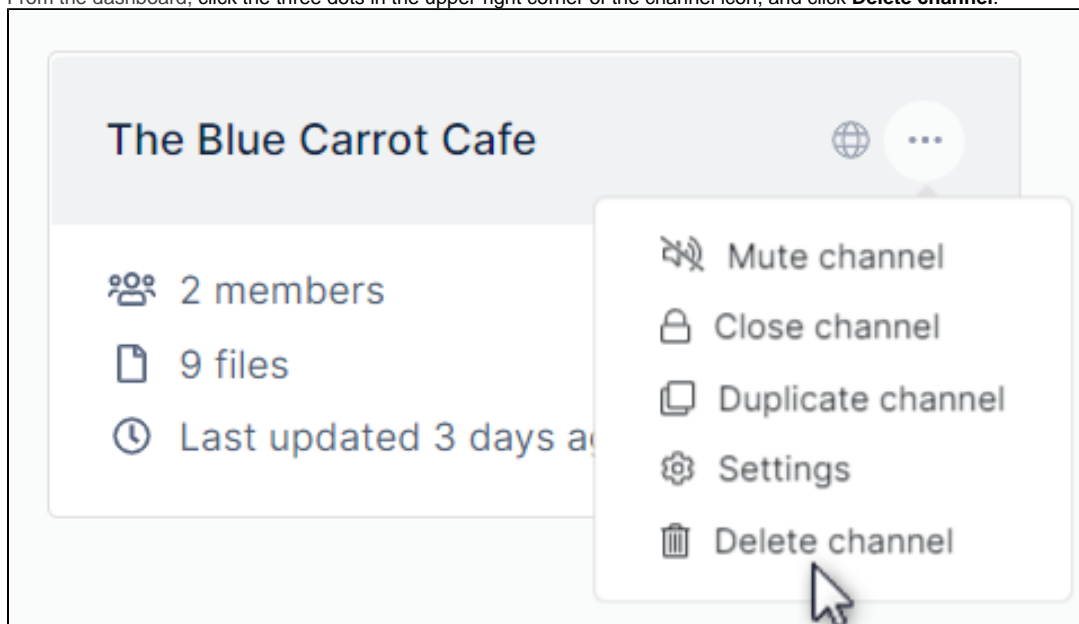 From the dashboard, click the three dots in the upper right corner of the channel icon, and click Delete channel.
The Blue Carrot Cafe
2 members
9 files
Last updated 3 days
Mute channel
Close channel
Duplicate channel
Settings
Delete channel